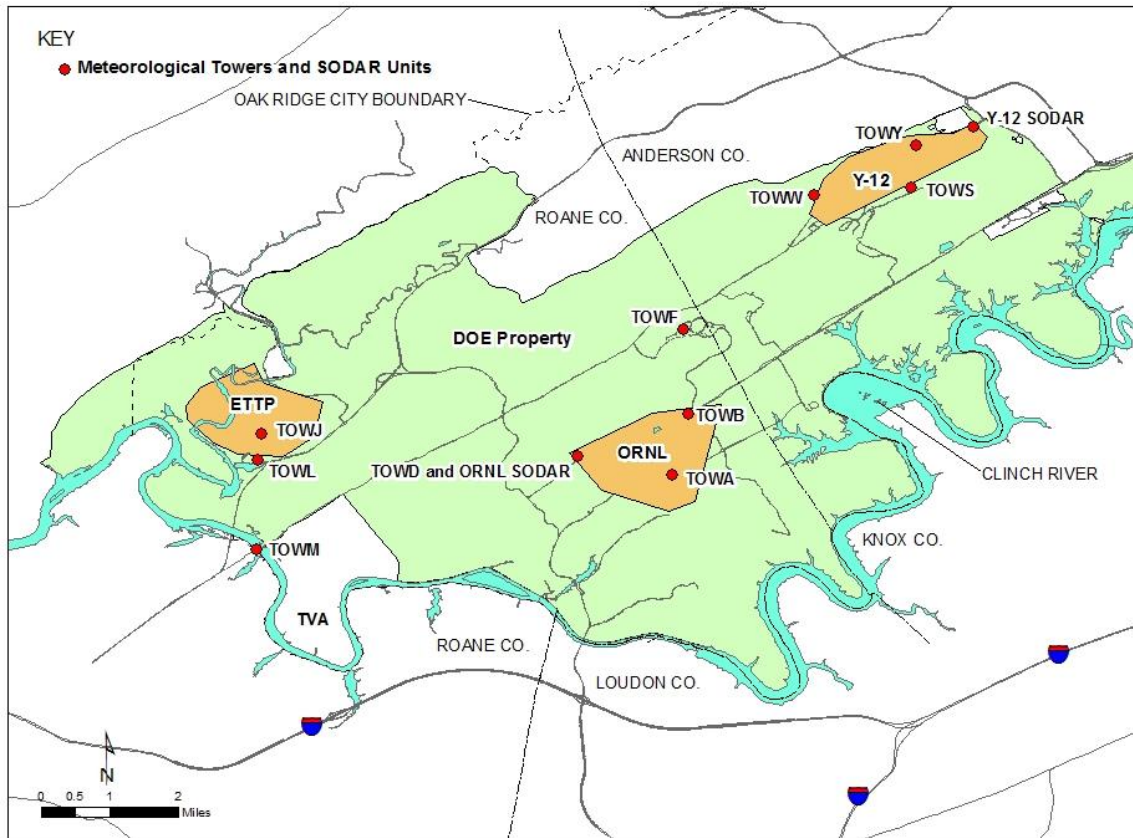 KEY
Meteorological Towers and SODAR Units
OAK RIDGE CITY BOUNDARY
Y-12 SODAR
TOWY
ANDERSON CO.
Y-12
TOWS
TOWW
ROANE CO.
TOWF
DOE Property
ETTP
TOWB
TOWJ
ORNL
TOWL
TOWD and ORNL SODAR
TOWA
CLINCH RIVER
KNOX CO.
TOWM
TVA
ROANE CO.
LOUDON CO.
N
0 0.5 1 2
Miles